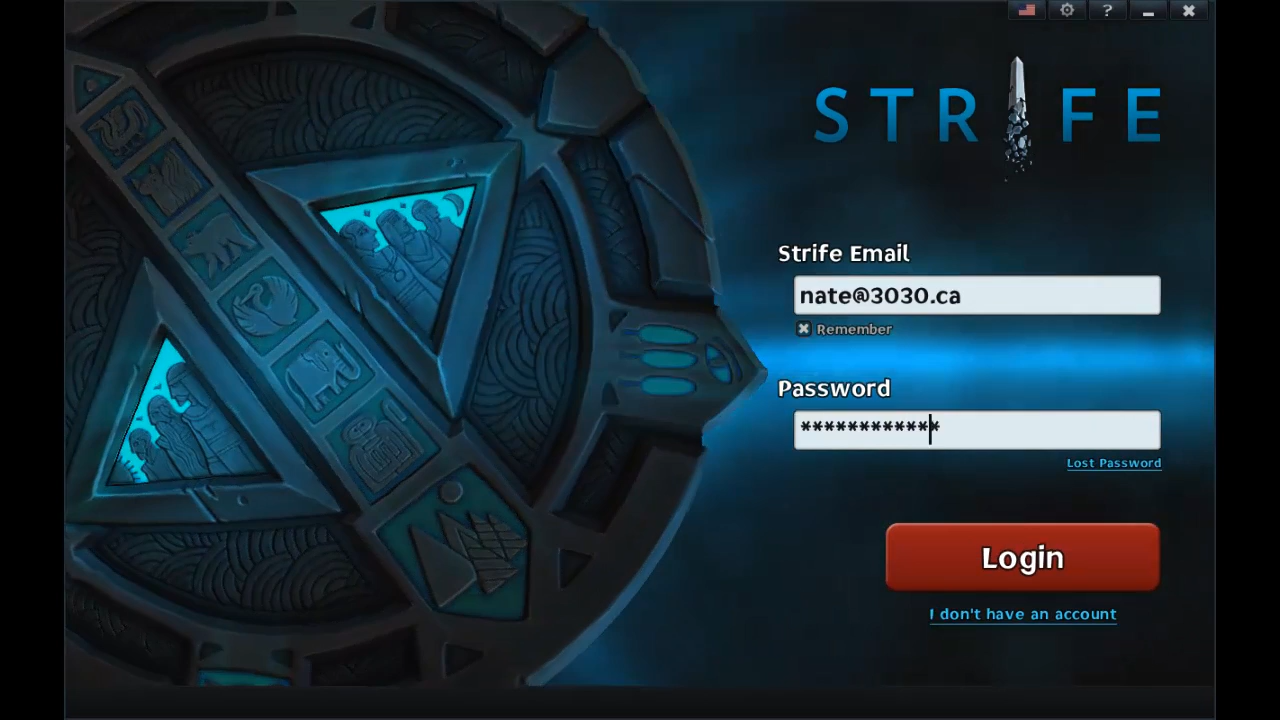 ?
STRIFE
Strife Email
nate@3030.ca
Remember
Password
************
Lost Password
Login
I don't have an account